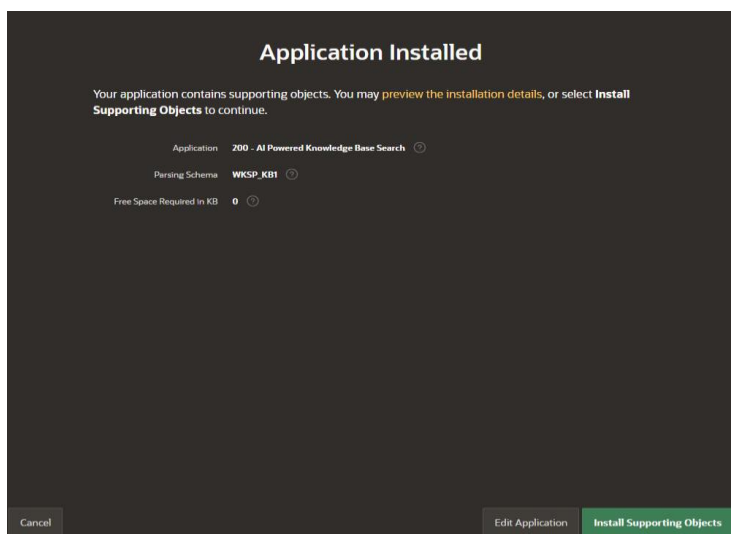 Application Installed
Your application contains supporting objects. You may preview the installation details, or select Install
Supporting Objects to continue.
Application 200 - AI Powered Knowledge Base Search ?
Parsing Schema WKSP_KB1 ?
Free Space Required in KB 0 ?
Cancel Edit Application Install Supporting Objects